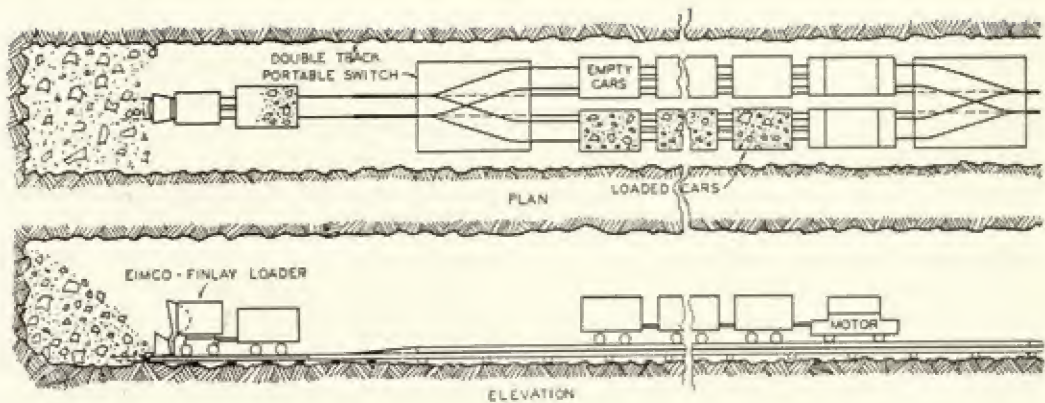 DOUBLE TRACK
PORTABLE SWITCH
EMPTY
CARS
LOADED CARS
PLAN
EIMCO-FINLAY LOADER
MOTOR
ELEVATION